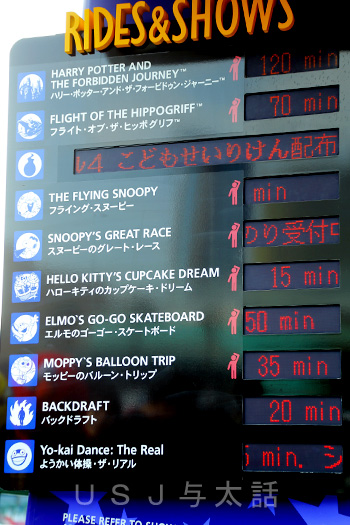 RIDES&SHOWS
HARRY POTTER AND
THE FORBIDDEN JOURNEY™
ハリー・ポッター・アンド・ザ・フォービドゥン・ジャーニー™
120 min
FLIGHT OF THE HIPPOGRIFF™
フライト・オブ・ザ・ヒッポグリフ™
70 min
4 こどもせいりけん配布
THE FLYING SNOOPY
フライング・スヌーピー
min
SNOOPY'S GREAT RACE
スヌーピーのグレート・レース
のり受付
HELLO KITTY'S CUPCAKE DREAM
ハローキティのカップケーキ・ドリーム
15 min
ELMO'S GO-GO SKATEBOARD
エルモのゴーゴー・スケートボード
50 min
MOPPY`S BALLOON TRIP
モッピーのバルーン・トリップ
35 min
BACKDRAFT
バックドラフト
20 min
Yo-kai Dance: The Real
ようかい体操・ザ・リアル
min. シ
USJ与太話
PLEASE REFER TO SHOW